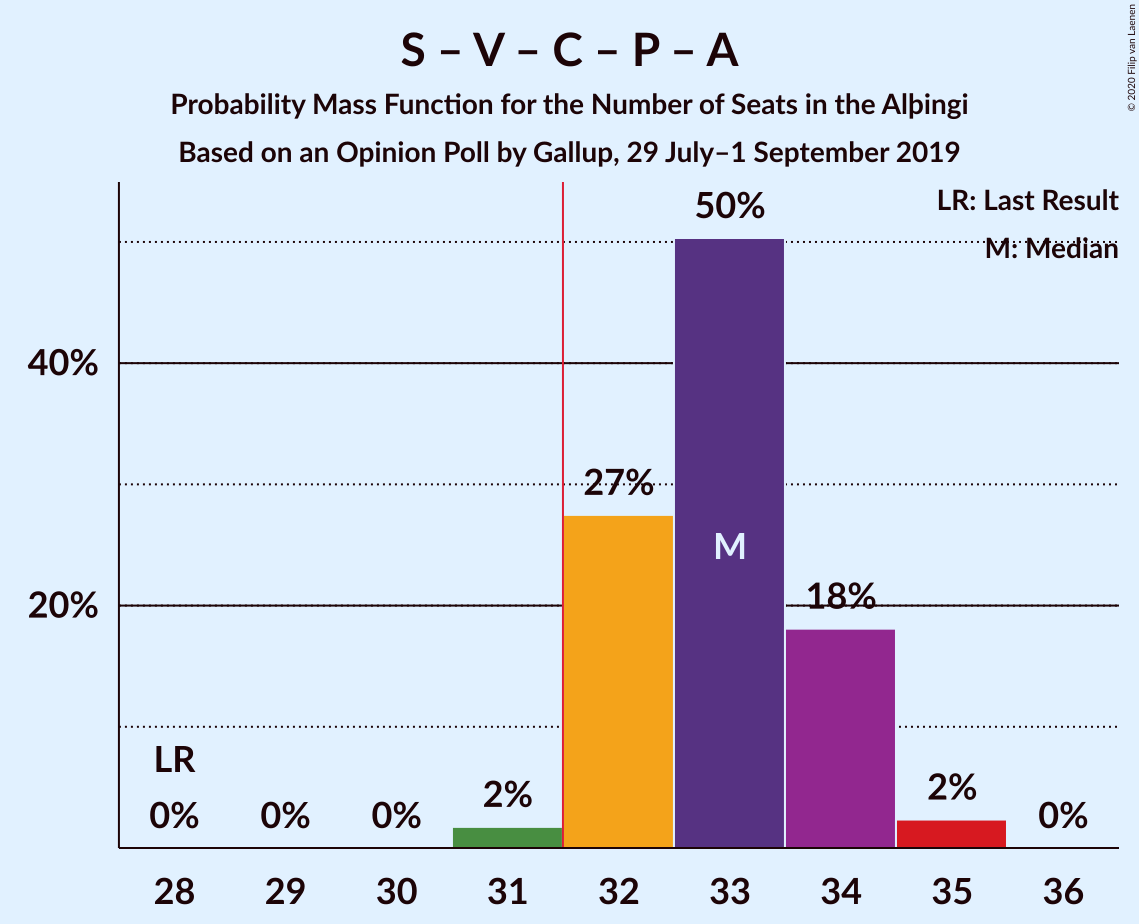 S – V – C – P – A
Probability Mass Function for the Number of Seats in the Alþingi
Based on an Opinion Poll by Gallup, 29 July–1 September 2019
© 2020 Filip van Laenen
LR: Last Result
M: Median
50%
40%
27%
M
18%
20%
LR
0%
0%
0%
2%
2%
0%
28
29
30
31
32
33
34
35
36